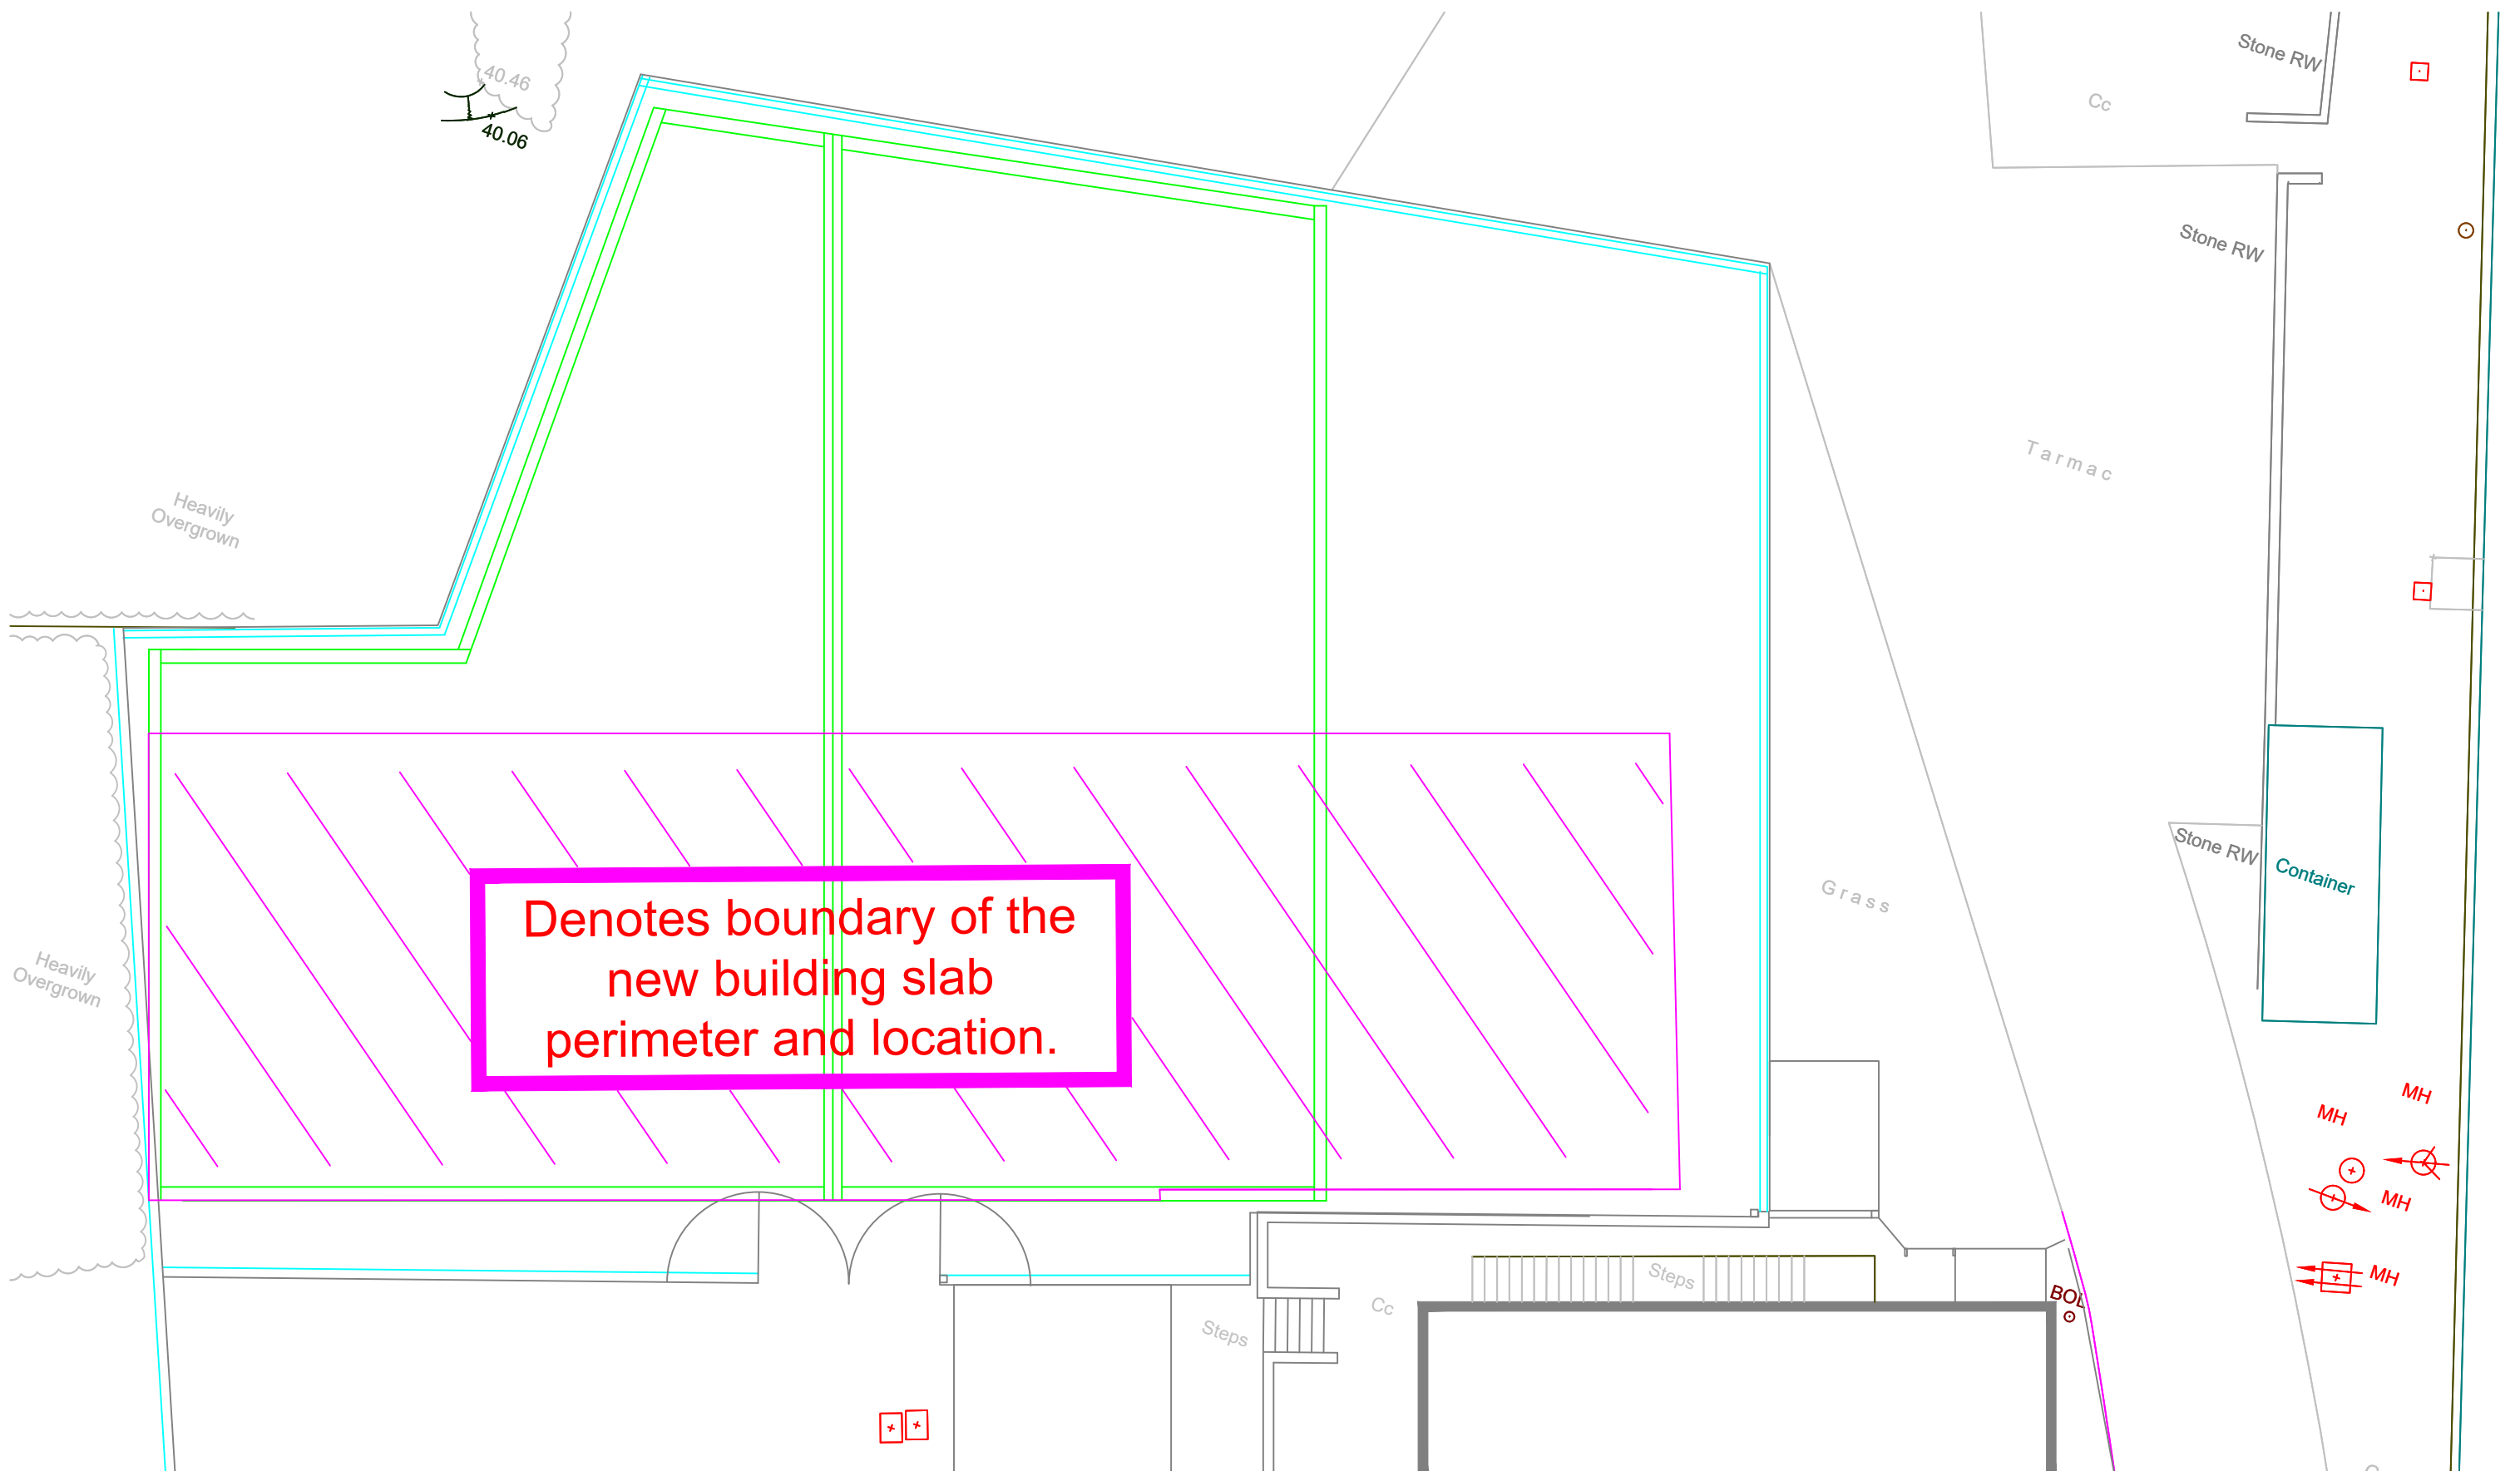 40.46
40.06
Stone RW
Cc
Stone RW
Heavily
Overgrown
Tarmac
Stone RW
Container
Grass
Denotes boundary of the
new building slab
perimeter and location.
Heavily
Overgrown
MH
MH
MH
MH
Steps
BOL
Cc
Steps